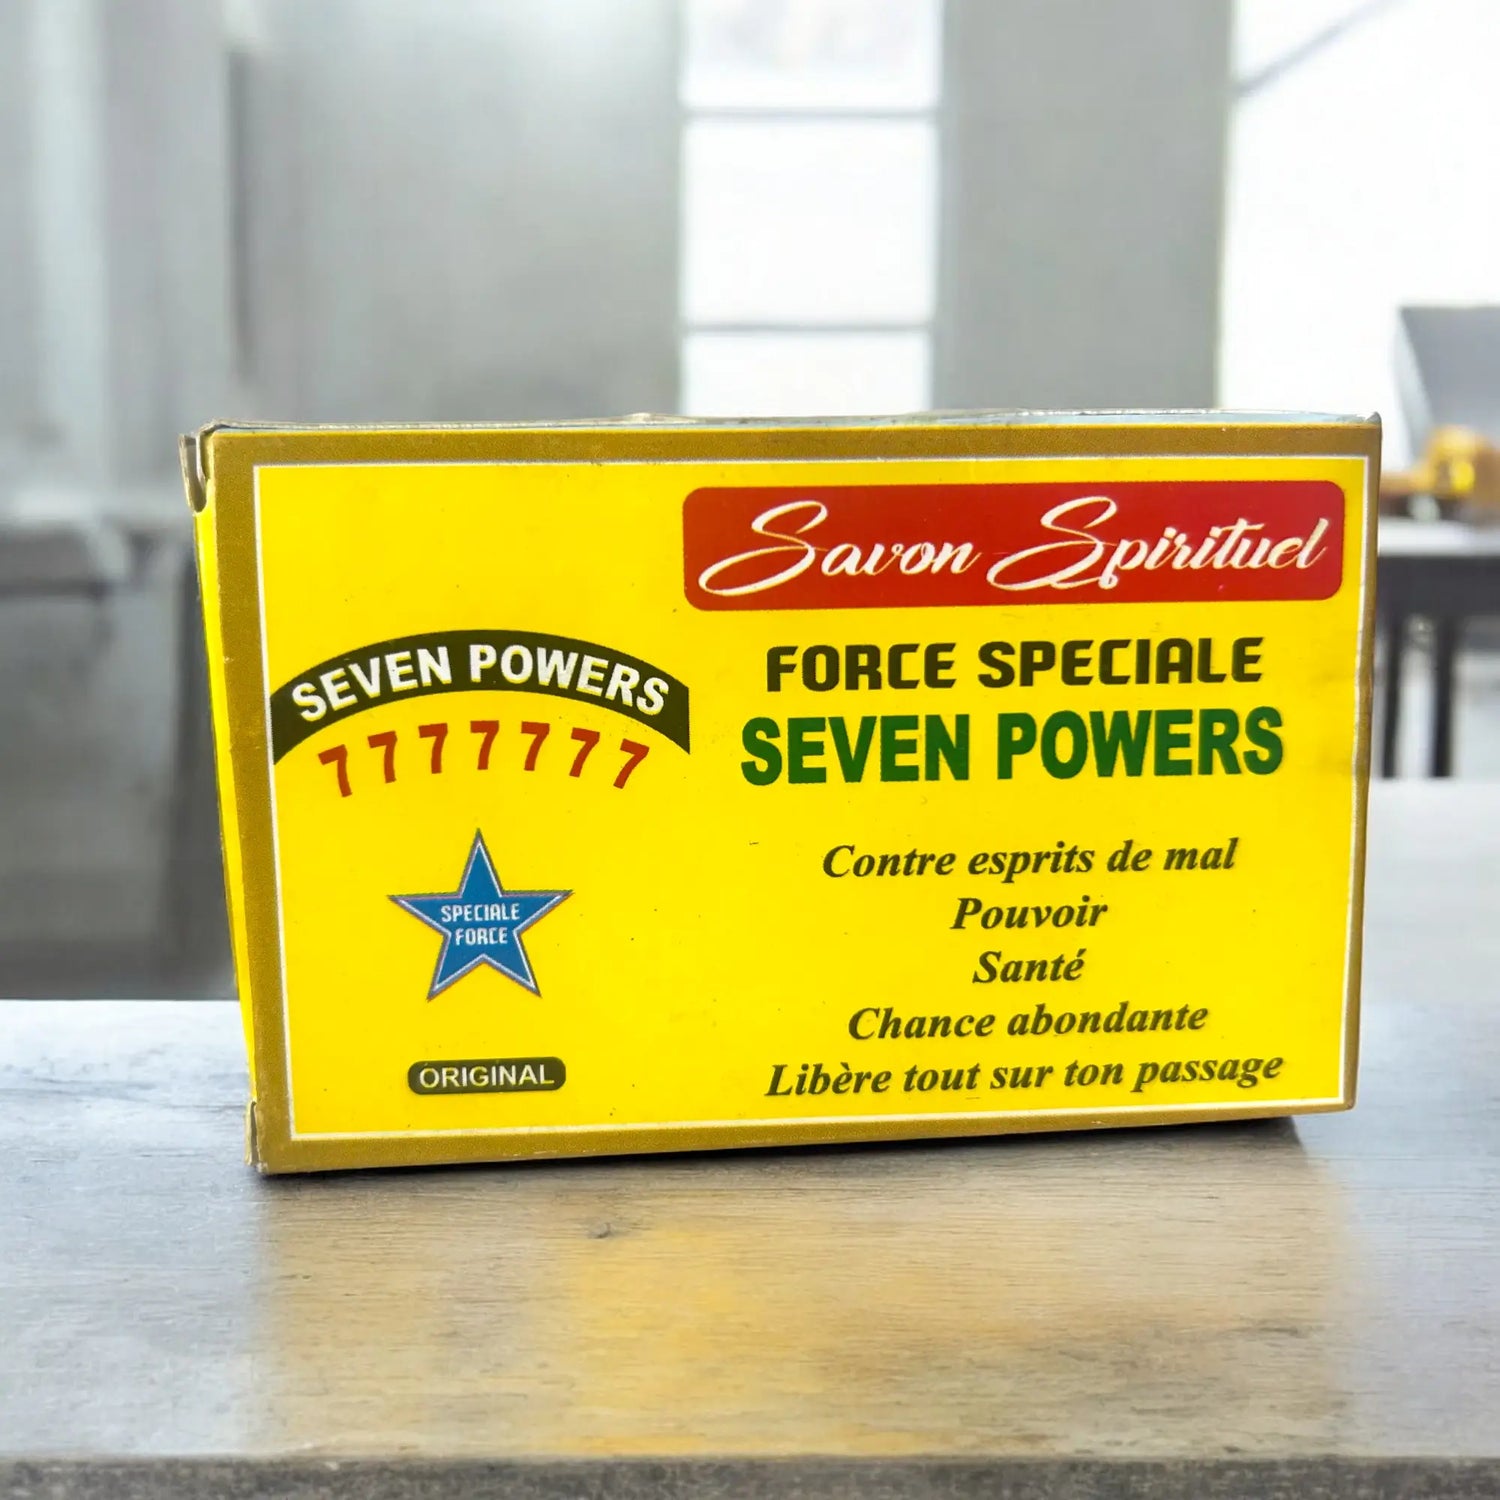 Savon Spirituel
FORCE SPECIALE
SEVEN POWERS
Contre esprits de mal
Pouvoir
Santé
Chance abondante
Libère tout sur ton passage
SEVEN POWERS
7777777
SPECIALE
FORCE
ORIGINAL